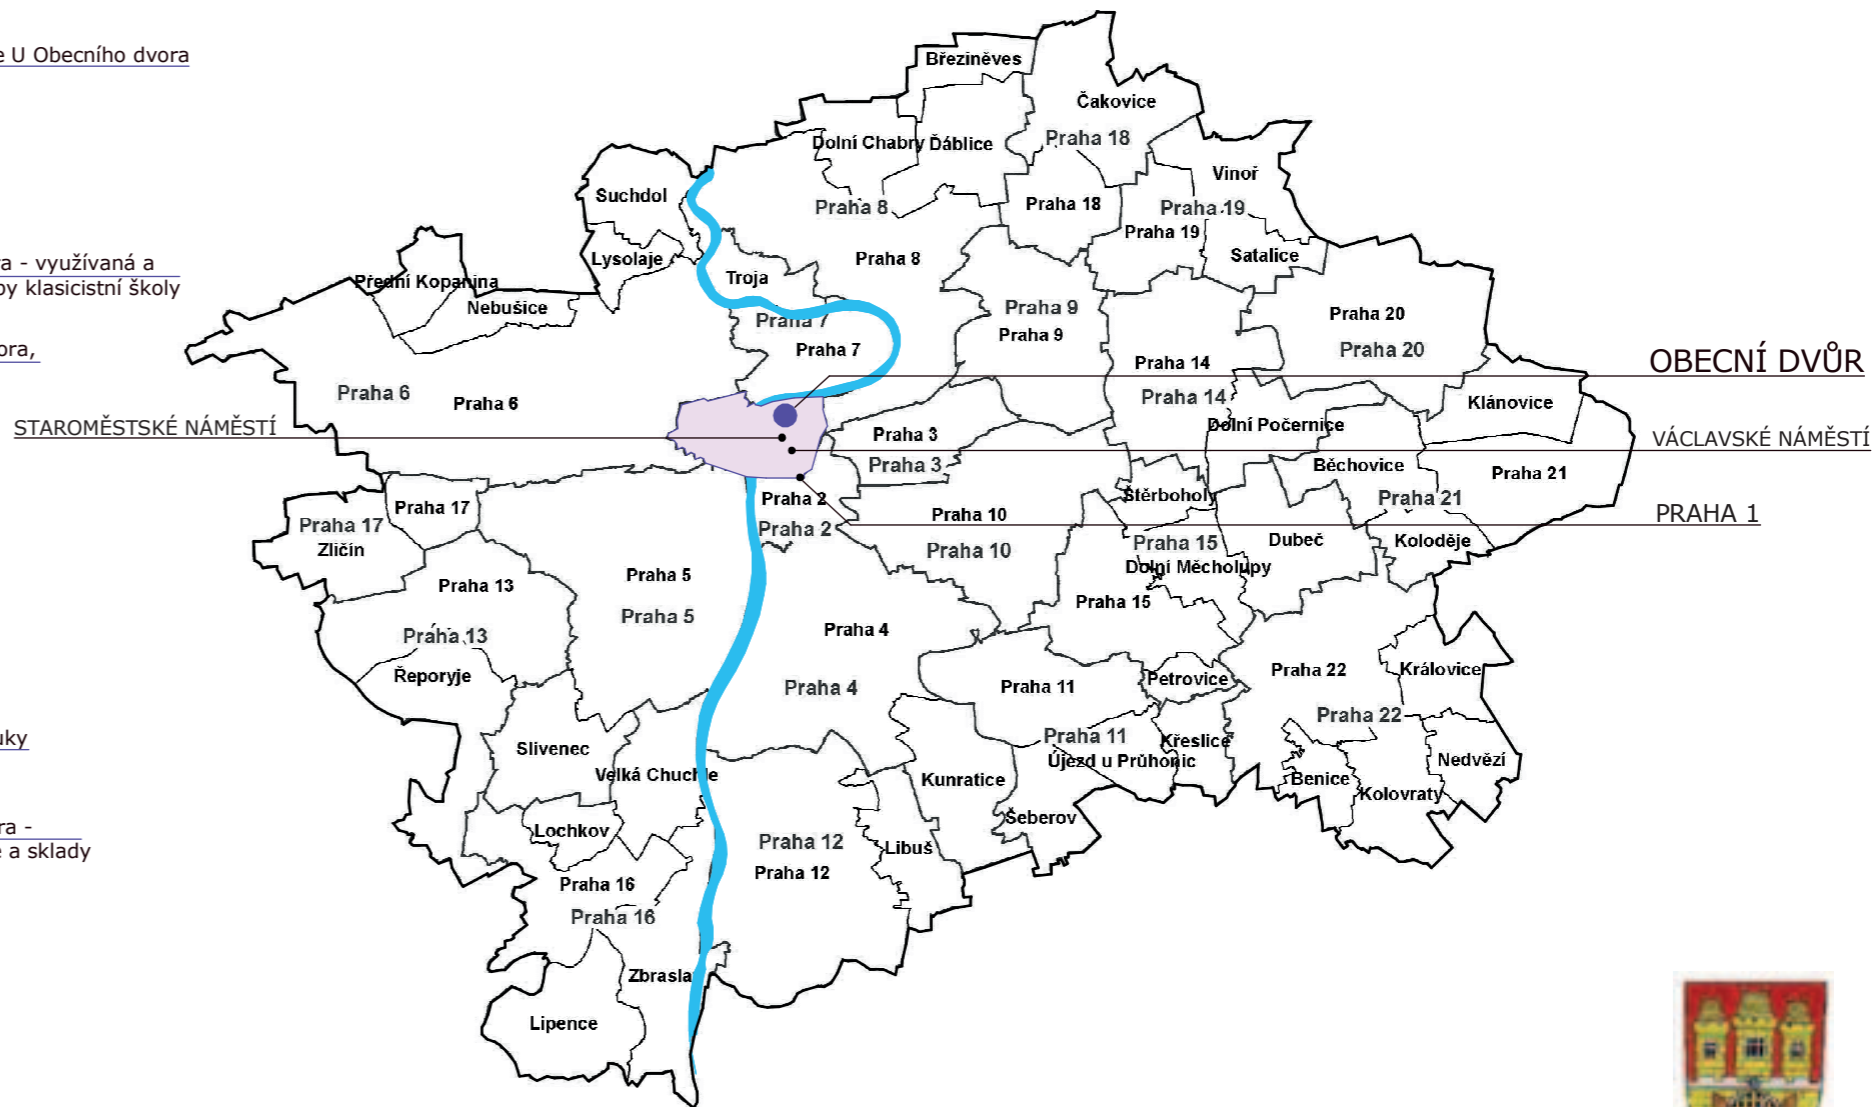 e U Obecního dvora
ra - využívaná a
by klasicistní školy
ora,
uky
ra -
e a sklady
Březiněves
Čakovice
Praha 18
Dolní Chabry
Ďáblice
Vinoř
Suchdol
Praha 8
Praha 18
Praha 19
Praha 19
Lysolaje
Praha 8
Satalice
Troja
Přední Kopanina
Nebušice
Praha 9
Praha 20
Praha 7
Praha 9
Praha 7
Praha 20
OBECNÍ DVŮR
Praha 14
Praha 6
Praha 6
Praha 14
Klánovice
STAROMĚSTSKÉ NÁMĚSTÍ
Praha 3
Dolní Počernice
VÁCLAVSKÉ NÁMĚSTÍ
Praha 3
Běchovice
Praha 21
Praha 2
Štěrboholy
Praha 21
Praha 17
Praha 17
Praha 2
Praha 10
PRAHA 1
Zličín
Praha 10
Praha 15
Dubeč
Koloděje
Dolní Měcholupy
Praha 13
Praha 5
Praha 15
Praha 5
Praha 13
Praha 4
Řeporyje
Praha 4
Praha 11
Petrovice
Praha 22
Královice
Praha 22
Slivenec
Praha 11
Křeslice
Velká Chuchle
Kunratice
Újezd u Průhonic
Benice
Nedvězí
Kolovraty
Lochkov
Šeberov
Praha 12
Libuš
Praha 12
Praha 16
Praha 16
Zbrasla
Lipence